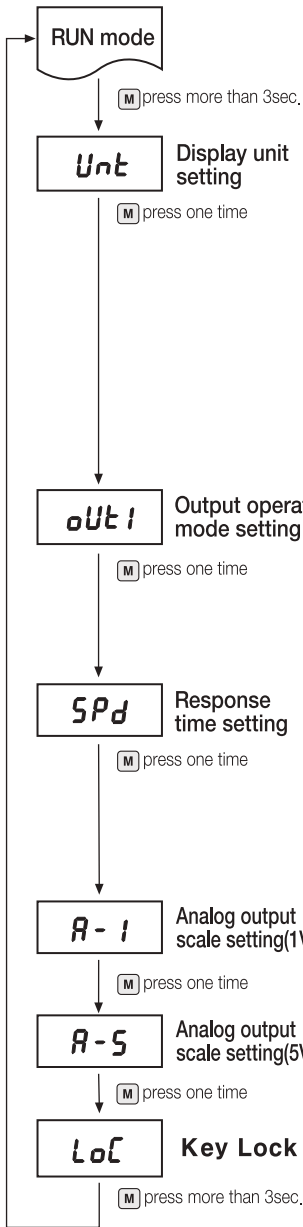 RUN mode
M press more than 3sec.
Unt
Display unit
setting
M press one time
oUt1
Output
mode setting
M press one time
SPd
Response
time setting
M press one time
A-1
Analog output
scale setting(1V
M press one time
A-5
Analog output
scale setting(5V
M press one time
LoC
Key Lock
M press more than 3sec.